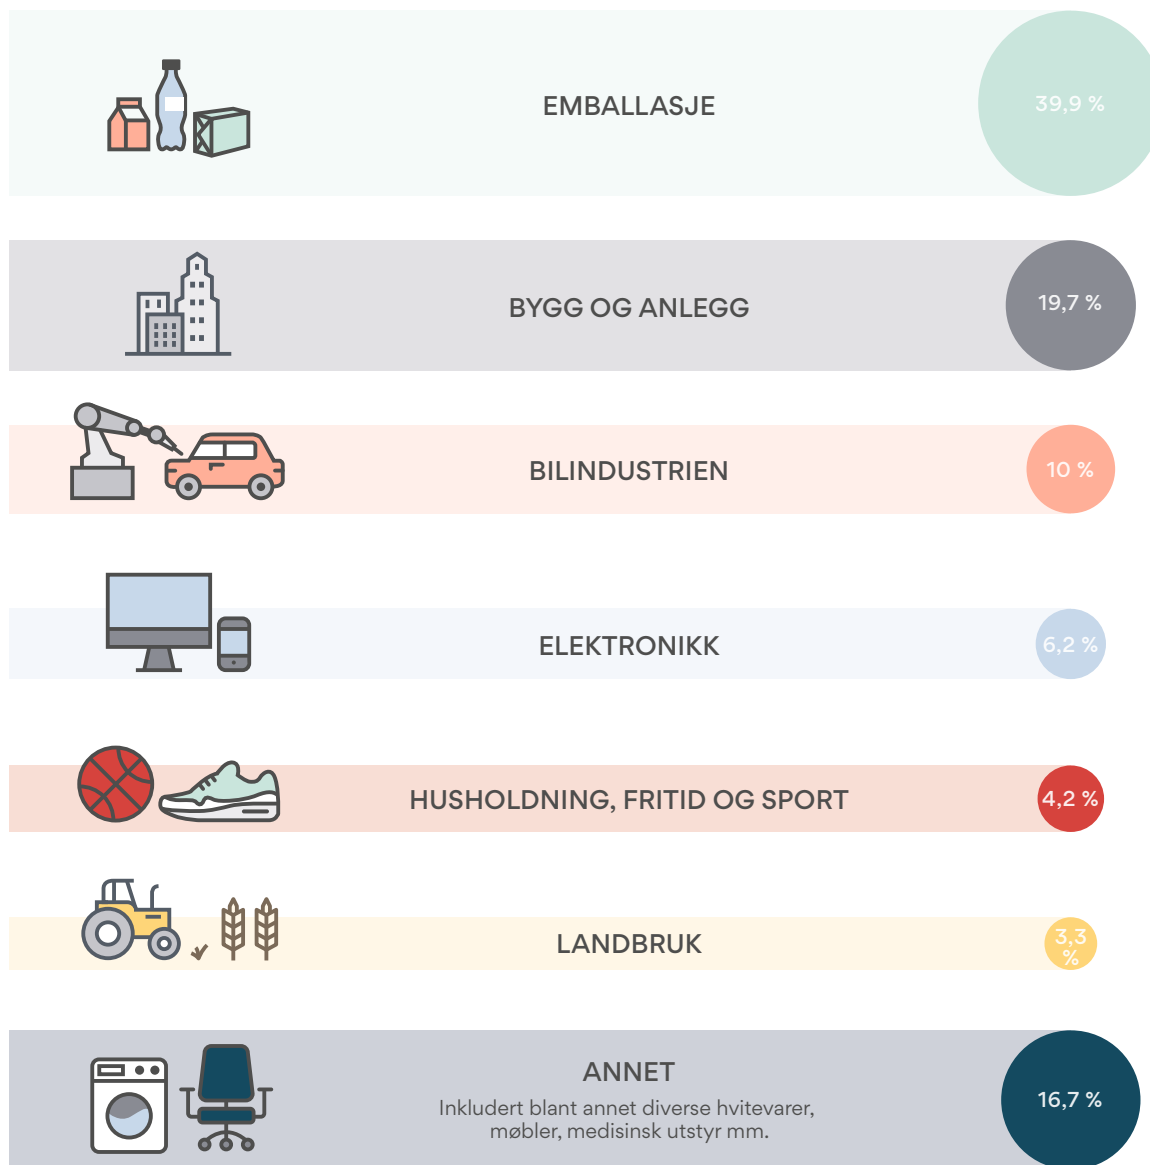 EMBALLASJE
39,9 %
BYGG OG ANLEGG
19,7 %
BILINDUSTRIEN
10 %
ELEKTRONIKK
6,2 %
HUSHOLDNING, FRITID OG SPORT
4,2 %
LANDBRUK
3,3
%
ANNET
Inkludert blant annet diverse hvitevarer,
møbler, medisinsk utstyr mm.
16,7 %